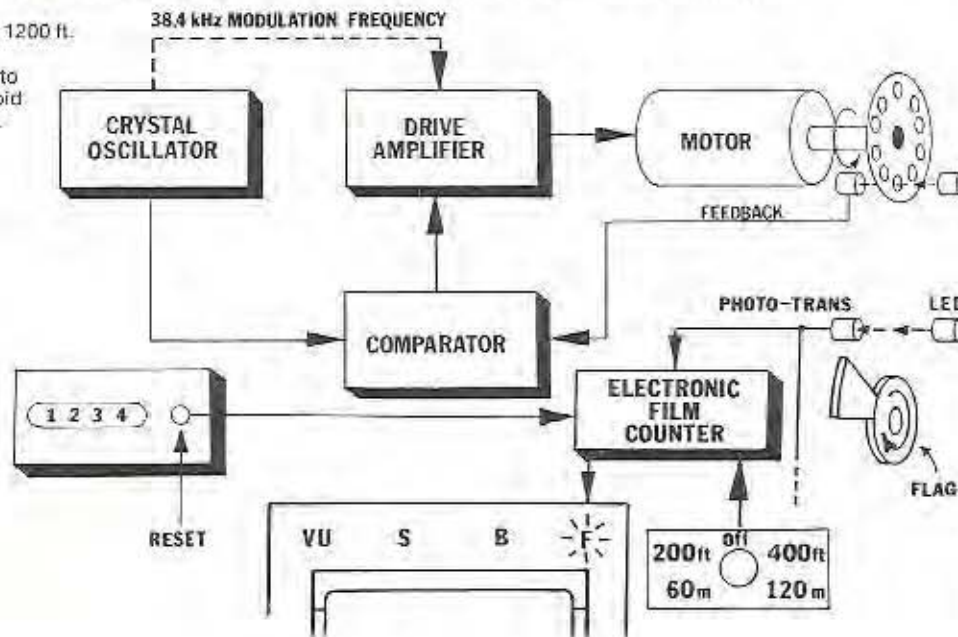 1200 ft.
to
38.4 kHz MODULATION FREQUENCY
CRYSTAL
OSCILLATOR
DRIVE
AMPLIFIER
MOTOR
FEEDBACK
COMPARATOR
PHOTO-TRANS
LED
1 2 3 4
ELECTRONIC
FILM
COUNTER
FLAG
RESET
VU S B F
off
200ft 400ft
60m 120m